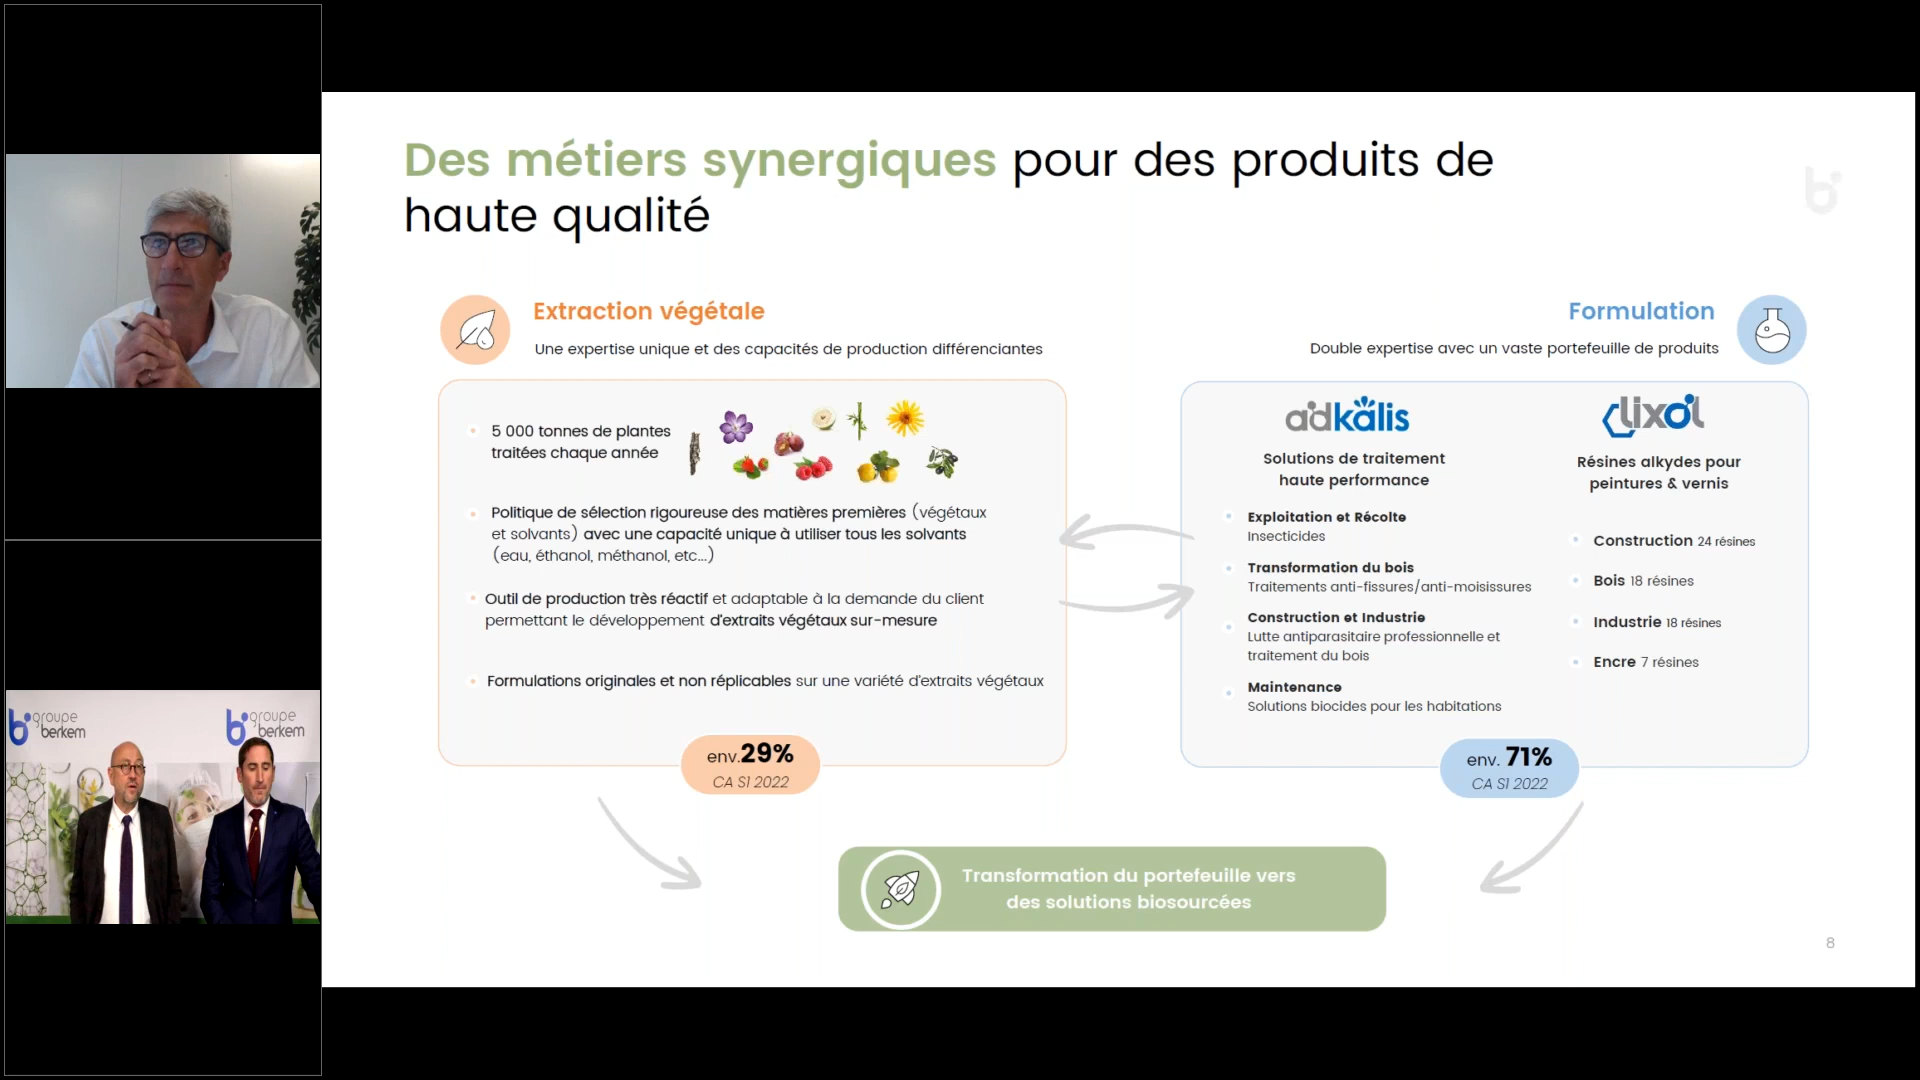 Des métiers synergiques pour des produits de
haute qualité
Extraction végétale
Une expertise unique et des capacités de production différenciantes
5 000 tonnes de plantes
traitées chaque année
Politique de sélection rigoureuse des matières premières (végétaux
et solvants) avec une capacité unique à utiliser tous les solvants
(eau, éthanol, méthanol, etc...)
Outil de production très réactif et adaptable à la demande du client
permettant le développement d'extraits végétaux sur-mesure
Formulations originales et non réplicables sur une variété d'extraits végétaux
env.29%
CA S1 2022
Formulation
Double expertise avec un vaste portefeuille de produits
adkalis
Solutions de traitement
haute performance
Exploitation et Récolte
Insecticides
Transformation du bois
Traitements anti-fissures/anti-moisissures
Construction et Industrie
Lutte antiparasitaire professionnelle et
traitement du bois
Maintenance
Solutions biocides pour les habitations
lixol
Résines alkydes pour
peintures & vernis
Construction 24 résines
Bois 18 résines
Industrie 18 résines
Encre 7 résines
env. 71%
CA S1 2022
Transformation du portefeuille vers
des solutions biosourcées
8
groupe
berkem
groupe
berkem